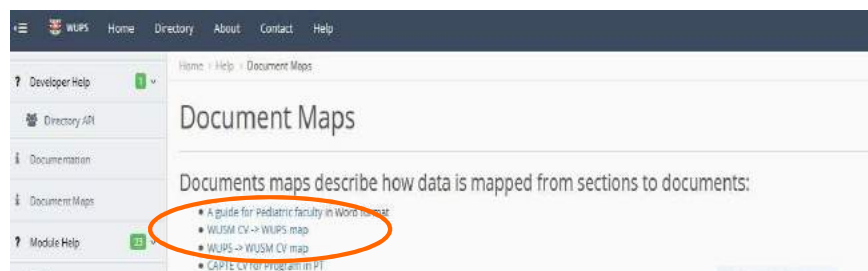 WUPS Home Directory About Contact Help
Home > Help > Document Maps
? Developer Help 1
Directory API
i Documentation
i Document Maps
? Module Help 23
Document Maps
Documents maps describe how data is mapped from sections to documents:
• A guide for Pediatric faculty in Word format
• WUSM CV -> WUPS map
• WUPS -> WUSM CV map
• CAPTE CV for Program in PT